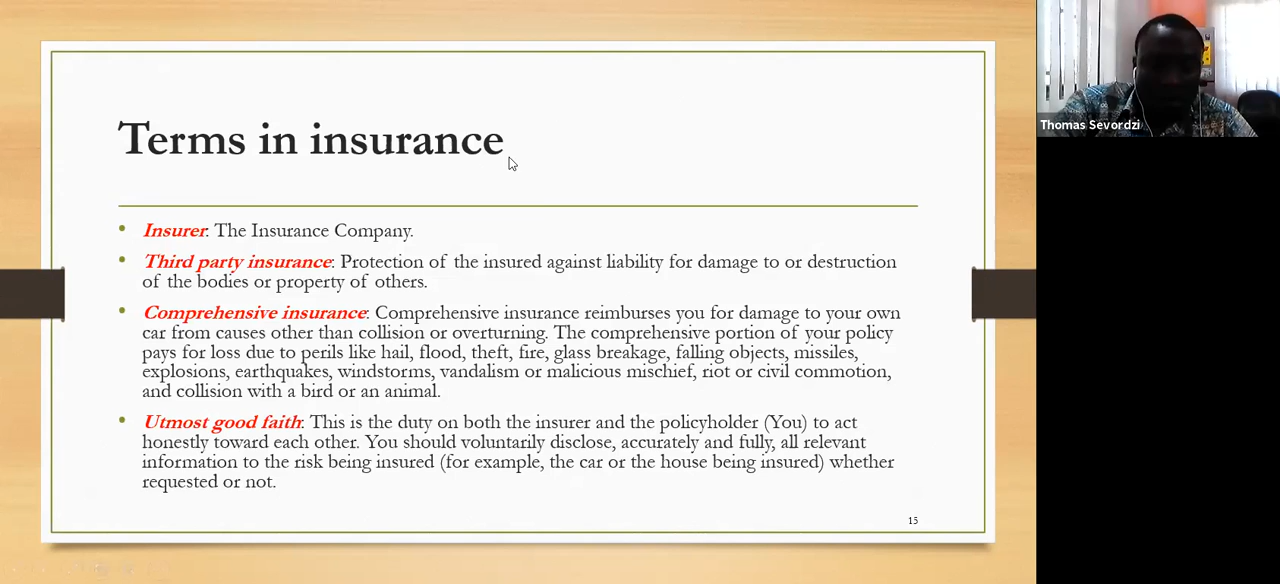 Terms in insurance
• Insurer: The Insurance Company.
• Third party insurance: Protection of the insured against liability for damage to or destruction
of the bodies or property of others.
• Comprehensive insurance: Comprehensive insurance reimburses you for damage to your own
car from causes other than collision or overturning. The comprehensive portion of your policy
pays for loss due to perils like hail, flood, theft, fire, glass breakage, falling objects, missiles,
explosions, earthquakes, windstorms, vandalism or malicious mischief, riot or civil commotion,
and collision with a bird or an animal.
• Utmost good faith: This is the duty on both the insurer and the policyholder (You) to act
honestly toward each other. You should voluntarily disclose, accurately and fully, all relevant
information to the risk being insured (for example, the car or the house being insured) whether
requested or not.
15
Thomas Sevordzi